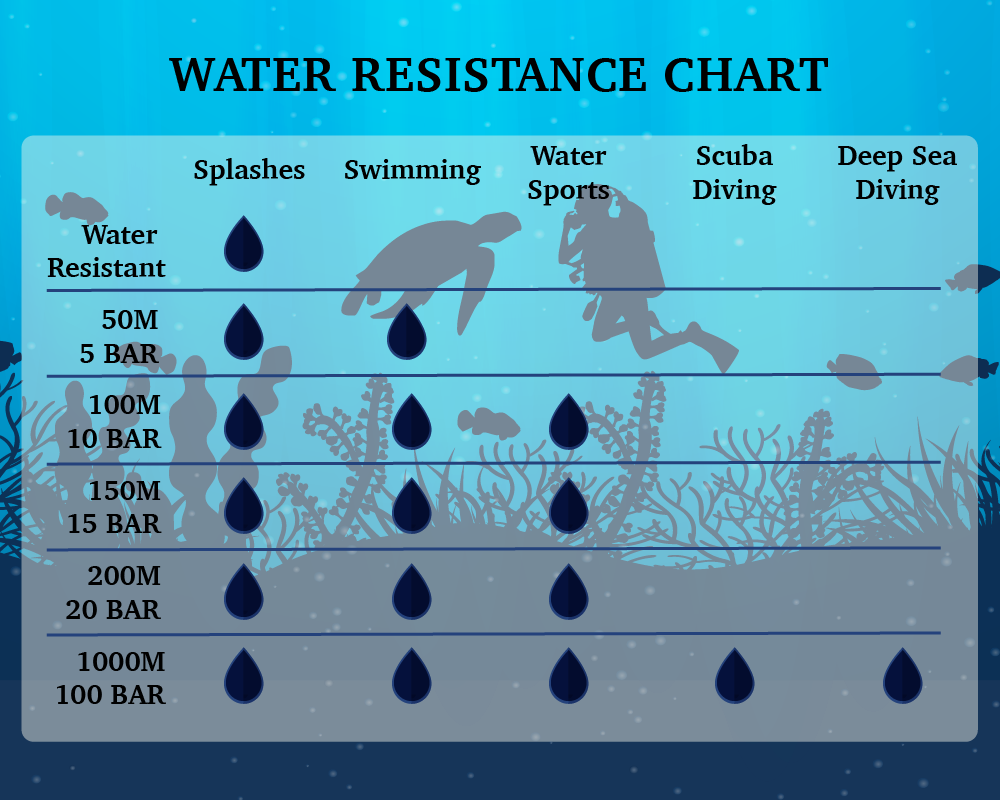 WATER RESISTANCE CHART
Splashes
Swimming
Water
Sports
Scuba
Diving
Deep Sea
Diving
Water
Resistant
50M
5 BAR
100M
10 BAR
150M
15 BAR
200M
20 BAR
1000M
100 BAR